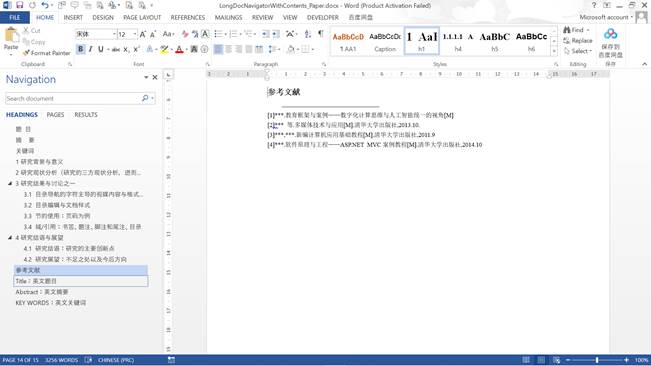 LongDocNavigatorWithContents_Paper.docx - Word (Product Activation Failed)
FILE HOME INSERT DESIGN PAGE LAYOUT REFERENCES MAILINGS REVIEW VIEW DEVELOPER 百度网盘 Microsoft account
Cut
Copy
Format Painter
Paste
宋体 12
AaBbCcD AaBbCcDc 1 AaI 1.1.1.1 A AaBbC AaBbCc
¶ AA1 Caption h1 h4 h5 h6
Find
Replace
Select
保存到
百度网盘
Clipboard Font Paragraph Styles Editing 保存
Navigation
Search document
HEADINGS PAGES RESULTS
题 目
摘 要
关键词
1 研究背景与意义
2 研究现状分析（研究的三方现状分析，进而...
3 研究结果与讨论之一
3.1 目录导航的字符主导的视媒内容与格式...
3.2 目录编辑与文档样式
3.3 节的使用：页码为例
3.4 域/引用：书签、题注、脚注和尾注、目录
4 研究结语与展望
4.1 研究结语：研究的主要创新点
4.2 研究展望：不足之处以及今后方向
参考文献
Title：英文题目
Abstract：英文摘要
KEY WORDS：英文关键词
参考文献
[1]***.教育框架与案例——数字化计算思维与人工智能统一的视角[M]
[2]*** 等.多媒体技术与应用[M].清华大学出版社,2013.10.
[3]***,***.新编计算机应用基础教程[M].清华大学出版社,2011.9
[4]***.软件原理与工程——ASP.NET MVC 案例教程[M].清华大学出版社,2014.10
PAGE 14 OF 15 3256 WORDS CHINESE (PRC) 100%